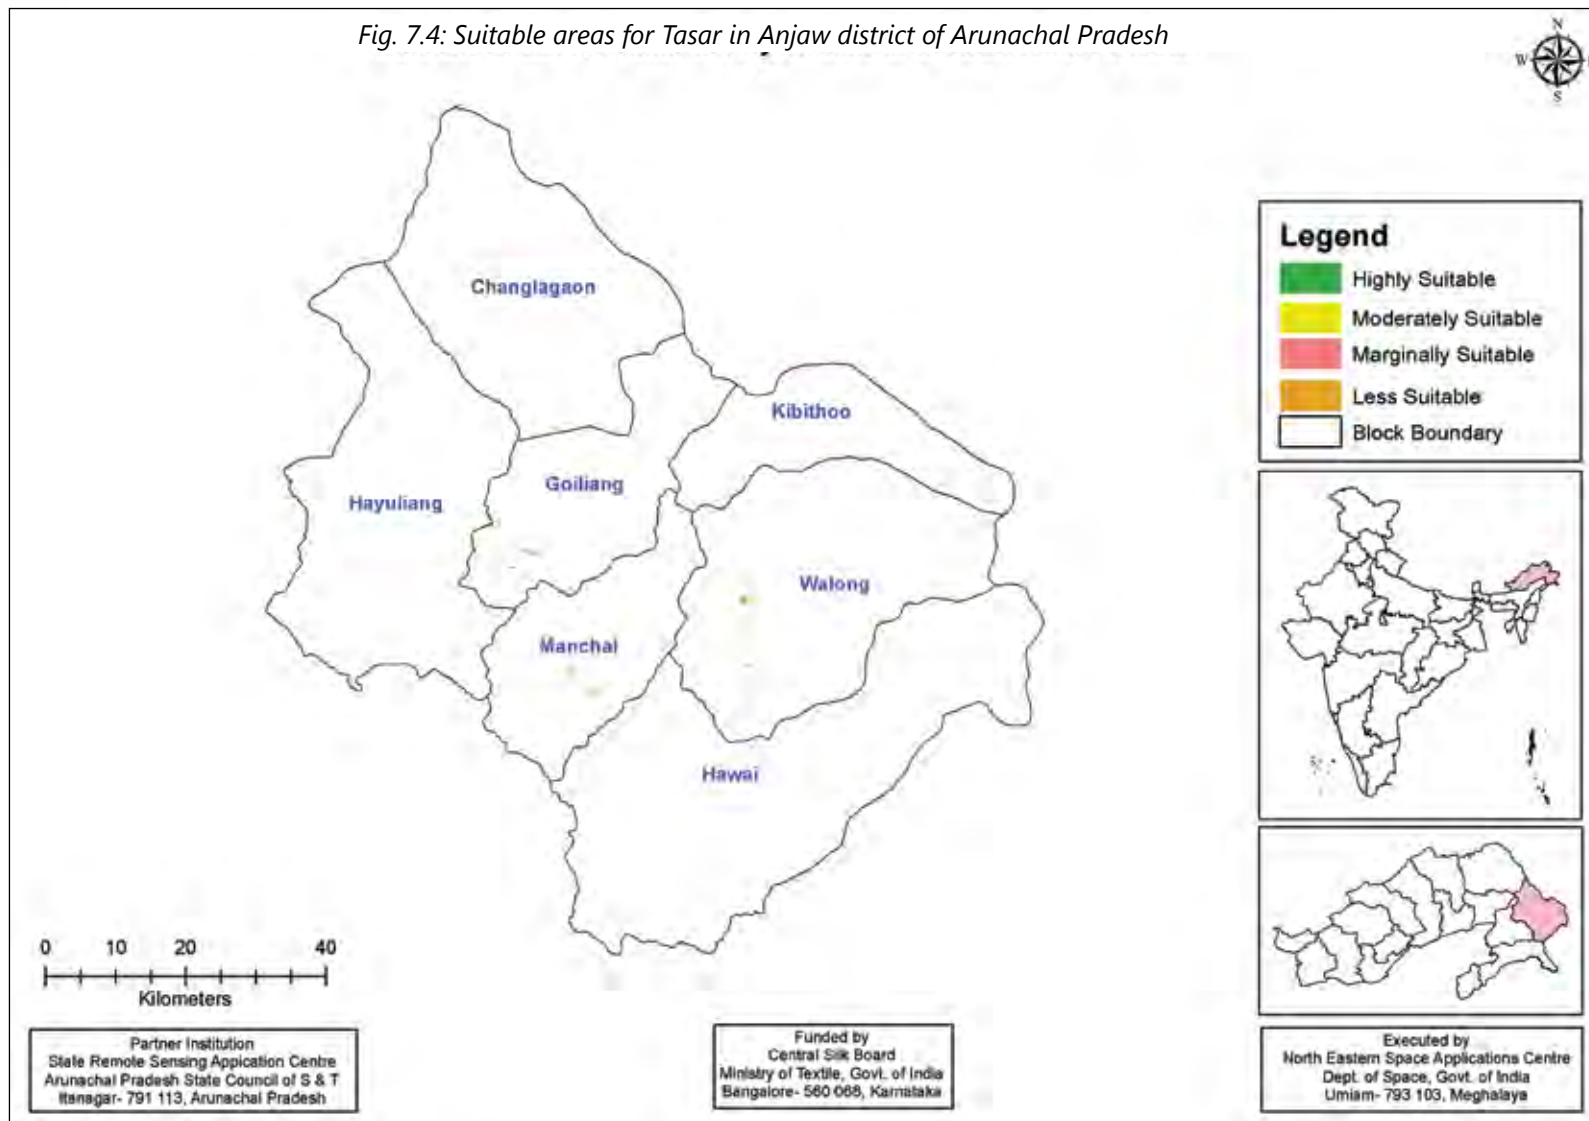 Fig. 7.4: Suitable areas for Tasar in Anjaw district of Arunachal Pradesh
N
W
S
Changlagaon
Kibithoo
Goiliang
Hayuliang
Walong
Manchal
Hawai
Legend
Highly Suitable
Moderately Suitable
Marginally Suitable
Less Suitable
Block Boundary
0 10 20 40
Kilometers
Partner Institution
State Remote Sensing Appication Centre
Arunachal Pradesh State Council of S & T
Itanagar- 791 113, Arunachal Pradesh
Funded by
Central Silk Board
Ministry of Textile, Govt. of India
Bangalore- 560 068, Karnataka
Executed by
North Eastern Space Applications Centre
Dept. of Space, Govt. of India
Umiam- 793 103, Meghalaya